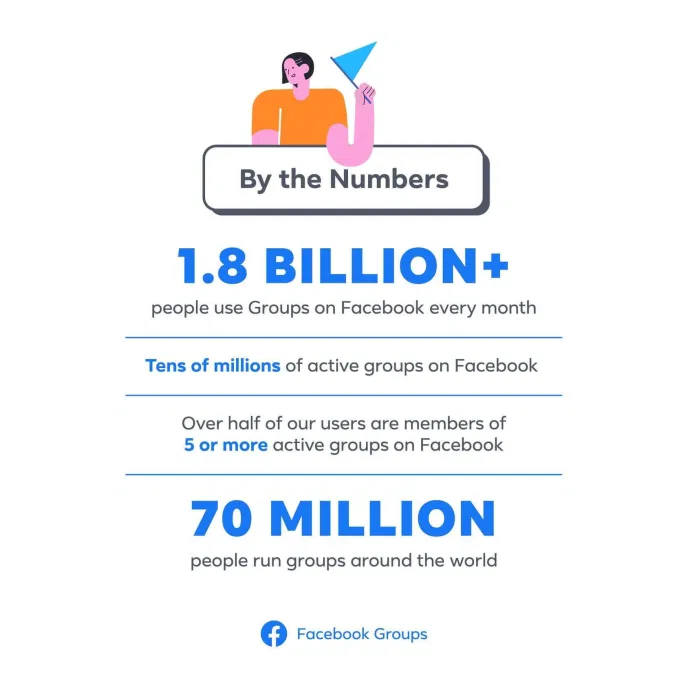 By the Numbers
1.8 BILLION+
people use Groups on Facebook every month
Tens of millions of active groups on Facebook
Over half of our users are members of
5 or more active groups on Facebook
70 MILLION
people run groups around the world
Facebook Groups